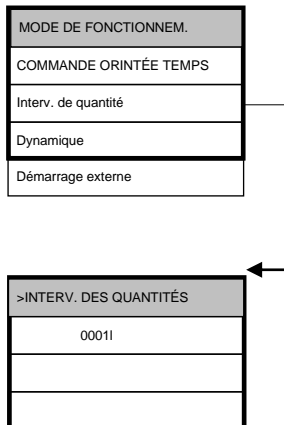 MODE DE FONCTIONNEM.
COMMANDE ORINTÉE TEMPS
Interv. de quantité
Dynamique
Démarrage externe
>INTERV. DES QUANTITÉS
0001l